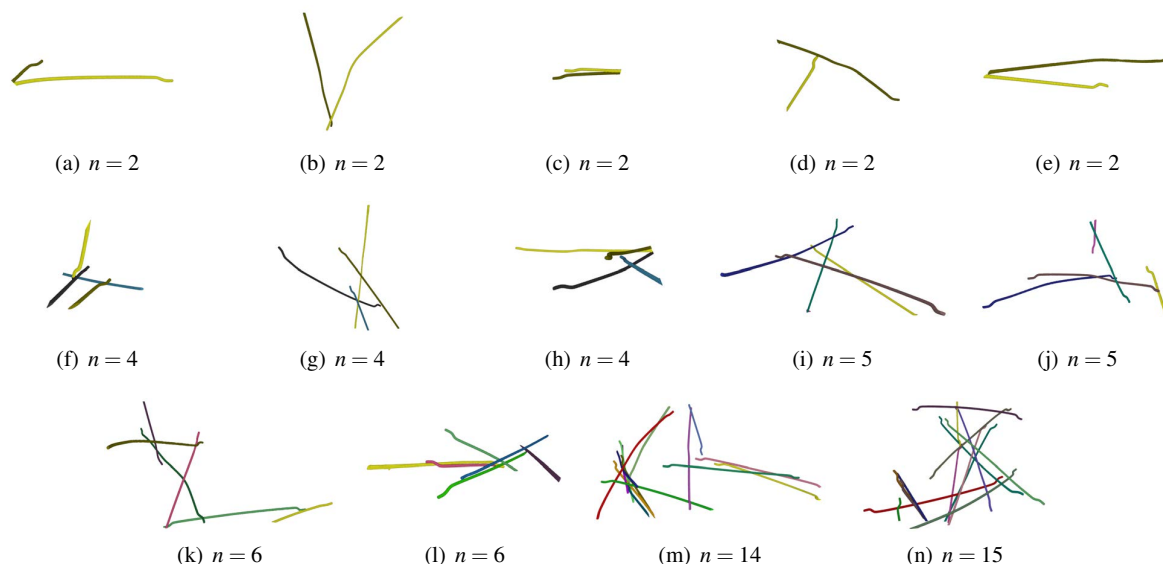 (a) n = 2
(b) n = 2
(c) n = 2
(d) n = 2
(e) n = 2
(f) n = 4
(g) n = 4
(h) n = 4
(i) n = 5
(j) n = 5
(k) n = 6
(l) n = 6
(m) n = 14
(n) n = 15